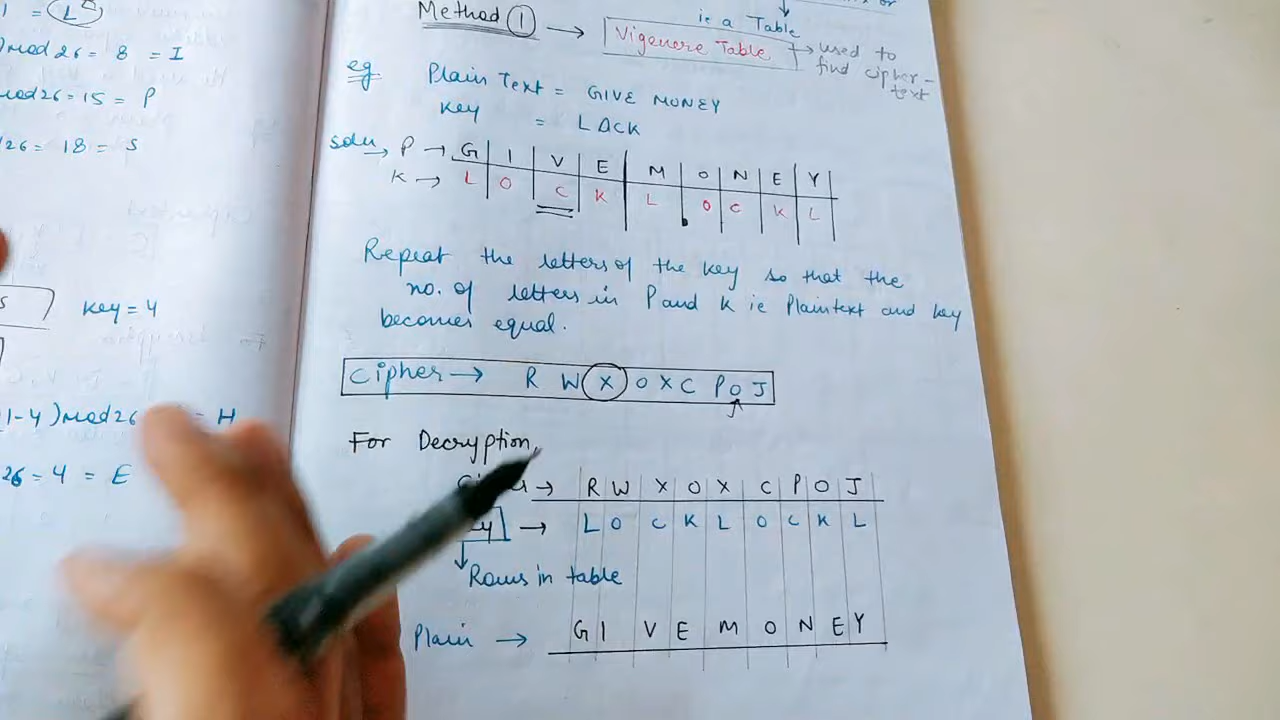 1 = L
)mod 26 = 8 = I
mod 26 = 15 = P
/26 = 18 = S
S
Key = 4
1-4) mod 26 = H
26 = 4 = E
Method 1 →
ie a Table
Vigenere Table → used to
find cipher-
text
eg Plain Text = GIVE MONEY
Key = LOCK
Soln → P → G I V E M O N E Y
K → L O C K L O C K L
Repeat the letters of the key so that the
no. of letters in P and K ie Plaintext and key
becomes equal.
Cipher → R W X O X C P O J
For Decryption,
→ R W X O X C P O J
→ L O C K L O C K L
Rows in table
Plain → G I V E M O N E Y